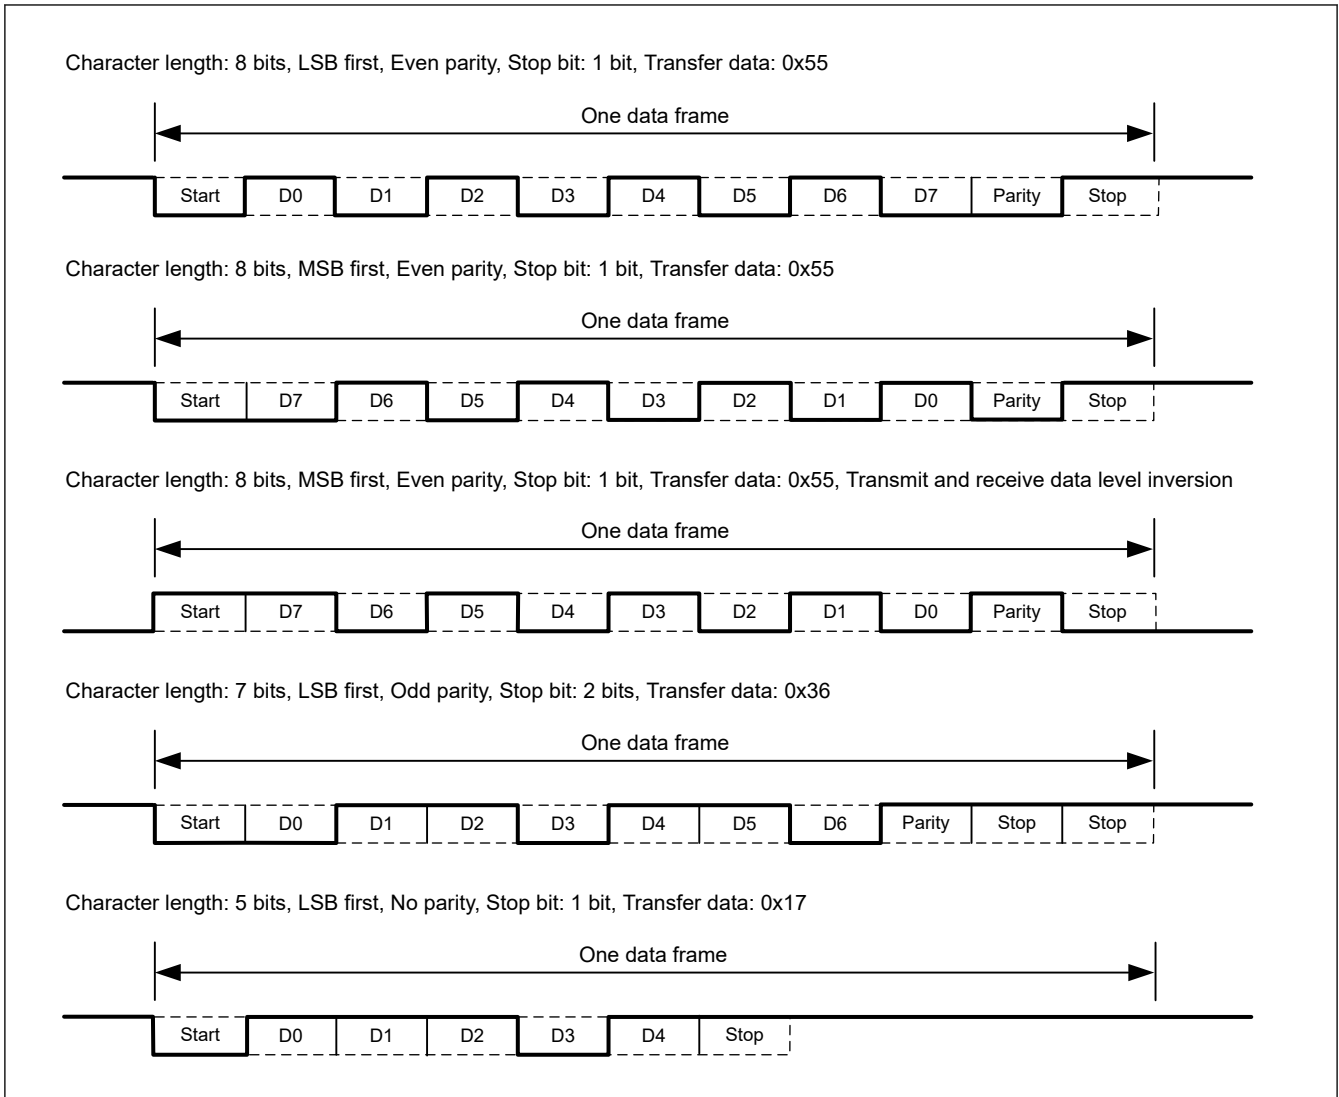 Character length: 8 bits, LSB first, Even parity, Stop bit: 1 bit, Transfer data: 0x55
One data frame
Start D0 D1 D2 D3 D4 D5 D6 D7 Parity Stop
Character length: 8 bits, MSB first, Even parity, Stop bit: 1 bit, Transfer data: 0x55
One data frame
Start D7 D6 D5 D4 D3 D2 D1 D0 Parity Stop
Character length: 8 bits, MSB first, Even parity, Stop bit: 1 bit, Transfer data: 0x55, Transmit and receive data level inversion
One data frame
Start D7 D6 D5 D4 D3 D2 D1 D0 Parity Stop
Character length: 7 bits, LSB first, Odd parity, Stop bit: 2 bits, Transfer data: 0x36
One data frame
Start D0 D1 D2 D3 D4 D5 D6 Parity Stop Stop
Character length: 5 bits, LSB first, No parity, Stop bit: 1 bit, Transfer data: 0x17
One data frame
Start D0 D1 D2 D3 D4 Stop